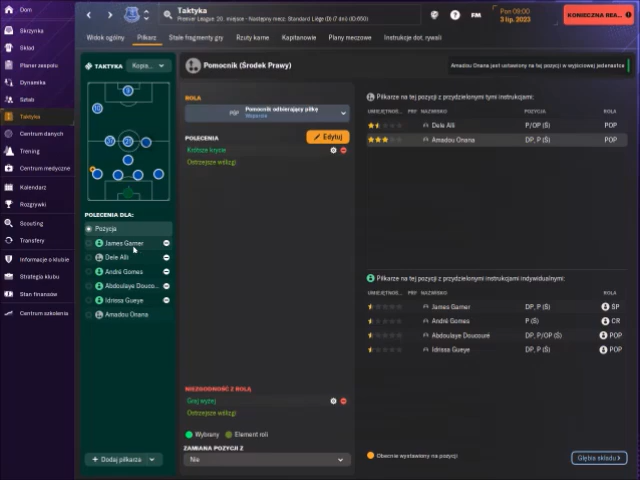 Dom
Skrzynka
Skład
Planer zespołu
Dynamika
Sztab
Taktyka
Centrum danych
Trening
Centrum medyczne
Kalendarz
Rozgrywki
Scouting
Transfery
Informacje o klubie
Strategia klubu
Stan finansów
Centrum szkolenia
Taktyka
Premier League 20. miejsce - Następny mecz: Standard Liège (D) (7 dni)
FM
Pon 09:00
3 lip. 2023
KONIECZNA REA...
Wstęp ogólny
Piłkarz
Stałe fragmenty gry
Rzuty karne
Kapitanowie
Plany meczowe
Instrukcje dot. rywali
TAKTYKA
Kopia...
POLECENIA DLA:
Pozycja
James Garner
Dele Alli
André Gomes
Abdoulaye Doucou...
Idrissa Gueye
Amadou Onana
+ Dodaj piłkarza
Pomocnik (Środek Prawy)
Amadou Onana jest ustawiony na tej pozycji w wyjściowej jedenastce
ROLA
POP
Pomocnik odbierający piłkę
Wsparcie
POLECENIA
Edytuj
Krótsze krycie
Ostrzejsze wślizgi
NIEZGODNOŚĆ Z ROLĄ
Graj wyżej
Ostrzejsze wślizgi
Wybrany
Element roli
ZAMIANA POZYCJI Z
Nie
Piłkarze na tej pozycji z przydzielonymi tymi instrukcjami:
UMIEJĘTNOŚ... PRF NAZWISKO POZYCJA ROLA
Dele Alli P/OP (Ś) POP
Amadou Onana DP, P (Ś) POP
Piłkarze na tej pozycji z przydzielonymi instrukcjami indywidualnymi:
UMIEJĘTNOŚ... PRF NAZWISKO POZYCJA ROLA
James Garner DP, P (Ś) SP
André Gomes P (Ś) CR
Abdoulaye Doucouré DP, P/OP (Ś) POP
Idrissa Gueye DP, P (Ś) POP
Obecnie wystawiony na pozycji
Głębia składu >